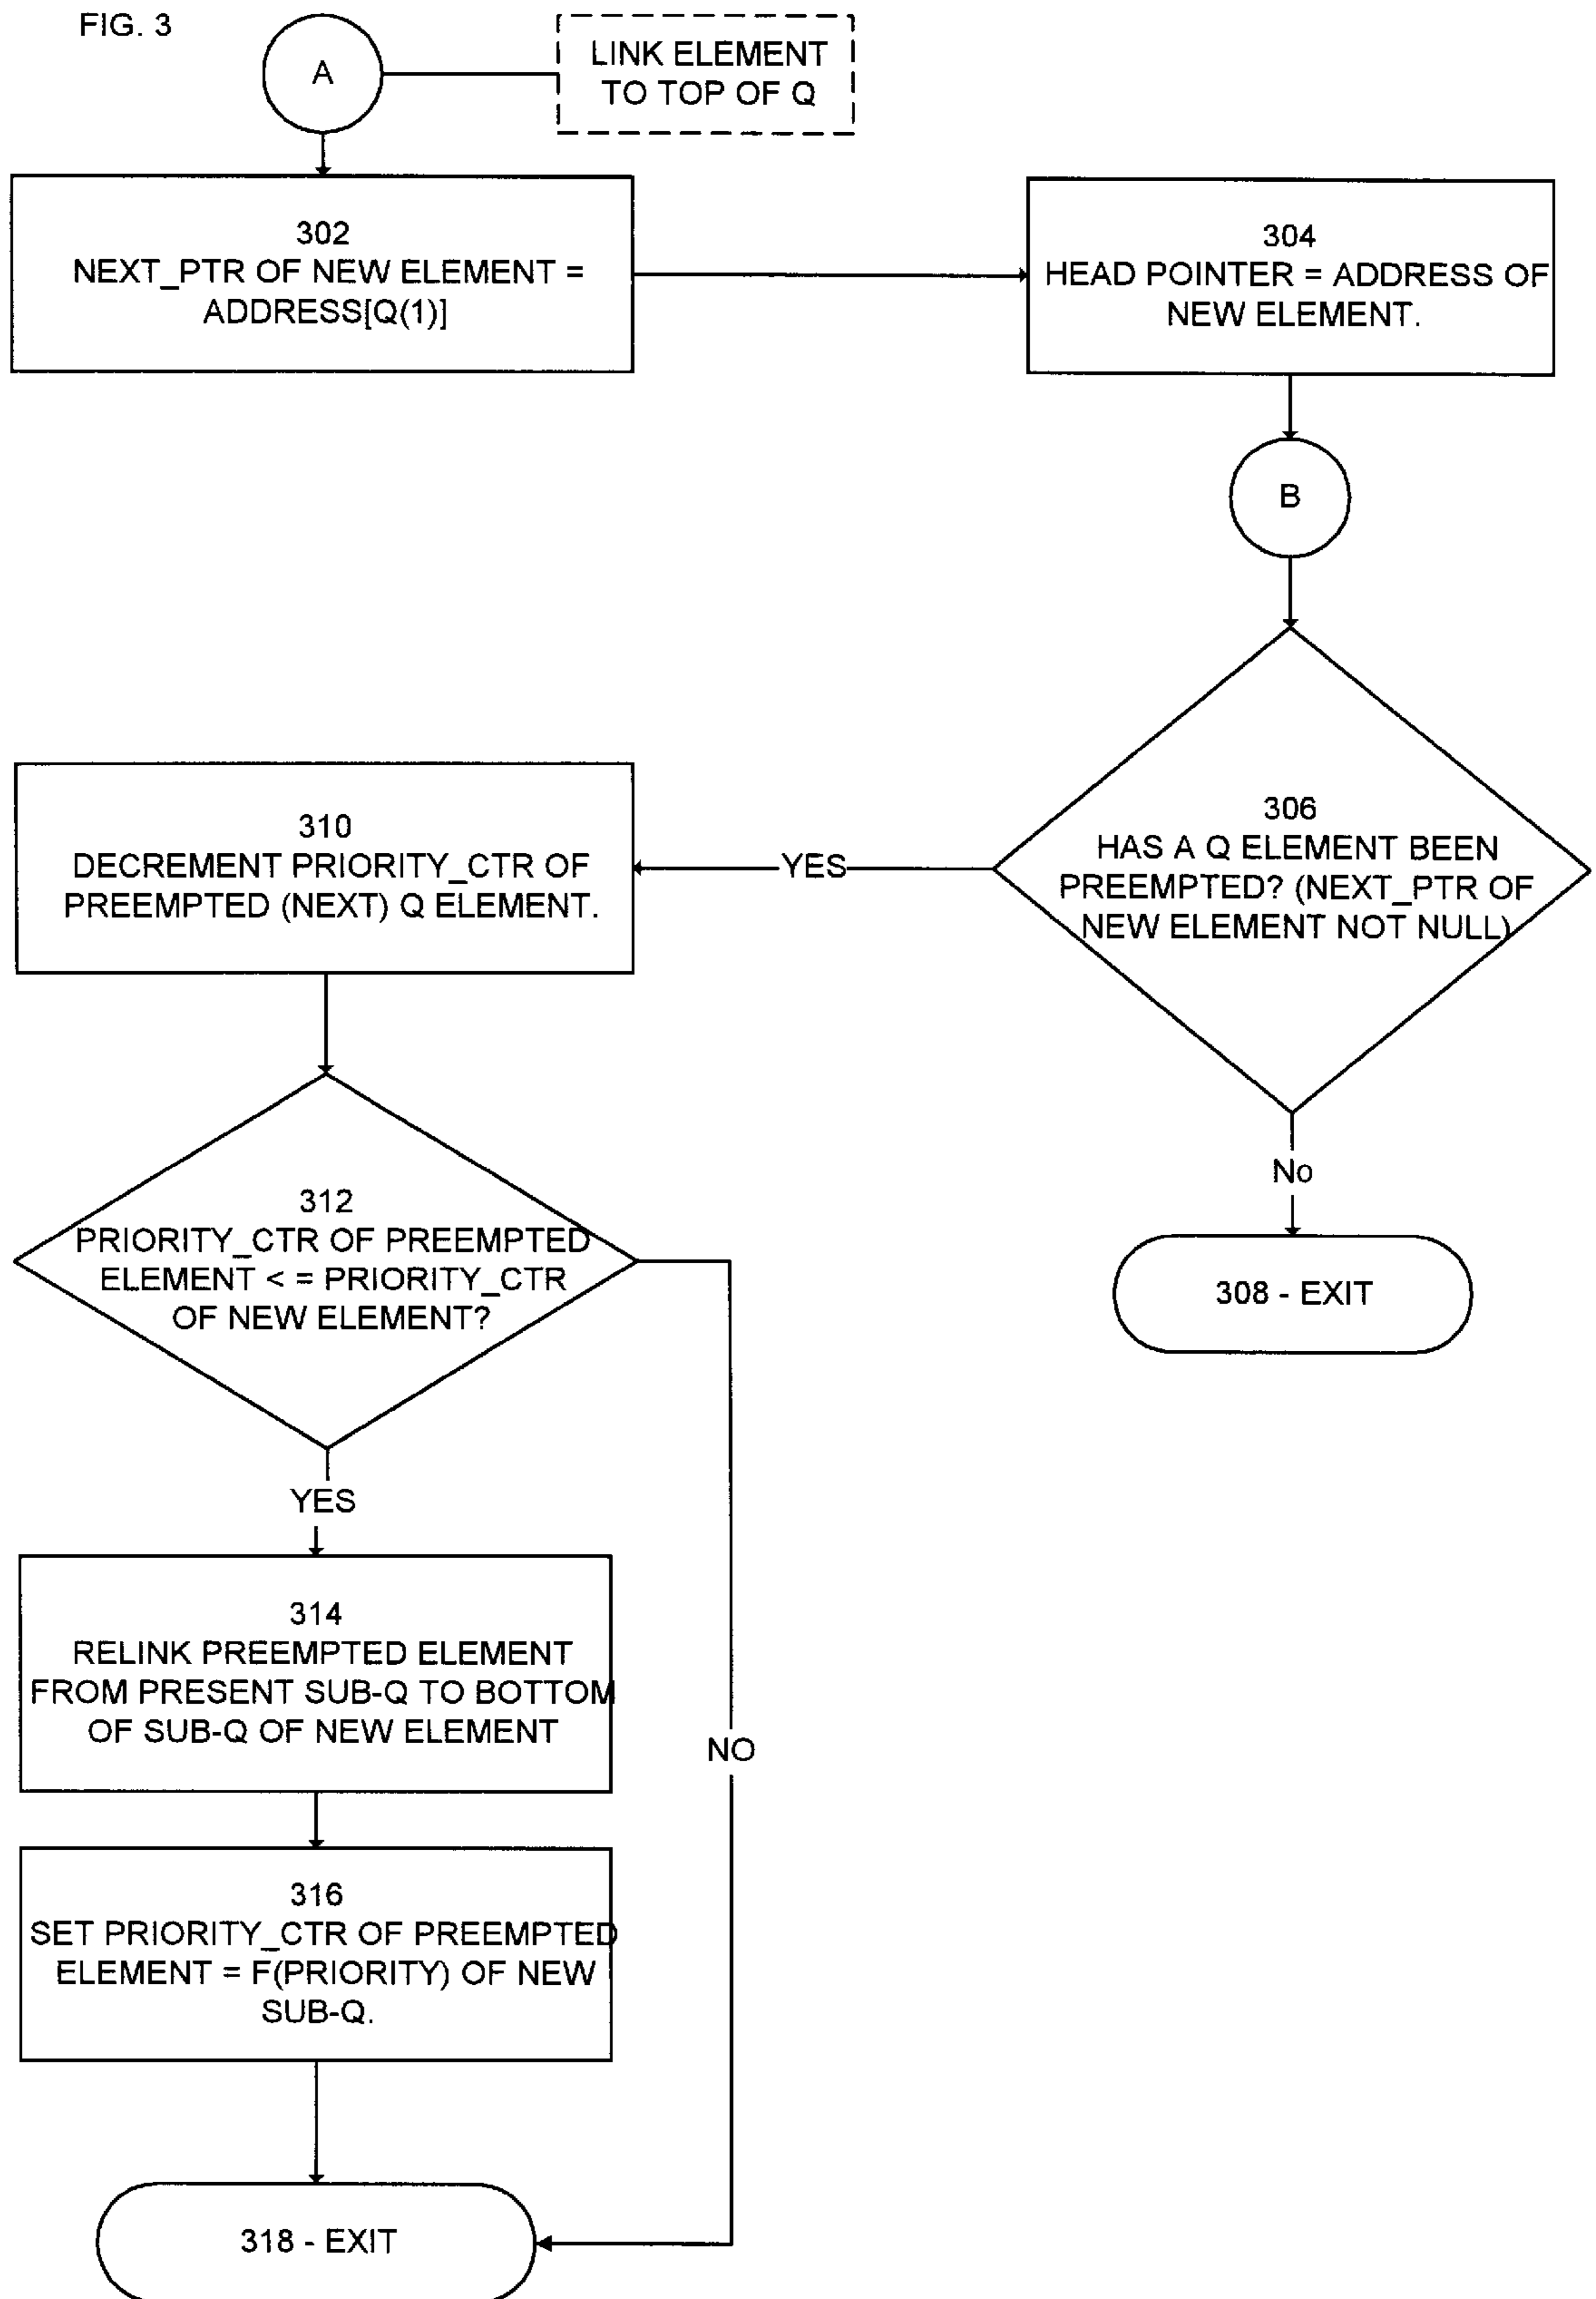 FIG. 3
A
LINK ELEMENT
TO TOP OF Q
302
NEXT_PTR OF NEW ELEMENT =
ADDRESS[Q(1)]
304
HEAD POINTER = ADDRESS OF
NEW ELEMENT.
B
306
HAS A Q ELEMENT BEEN
PREEMPTED? (NEXT_PTR OF
NEW ELEMENT NOT NULL)
YES
310
DECREMENT PRIORITY_CTR OF
PREEMPTED (NEXT) Q ELEMENT.
No
308 - EXIT
312
PRIORITY_CTR OF PREEMPTED
ELEMENT < = PRIORITY_CTR
OF NEW ELEMENT?
YES
314
RELINK PREEMPTED ELEMENT
FROM PRESENT SUB-Q TO BOTTOM
OF SUB-Q OF NEW ELEMENT
NO
316
SET PRIORITY_CTR OF PREEMPTED
ELEMENT = F(PRIORITY) OF NEW
SUB-Q.
318 - EXIT